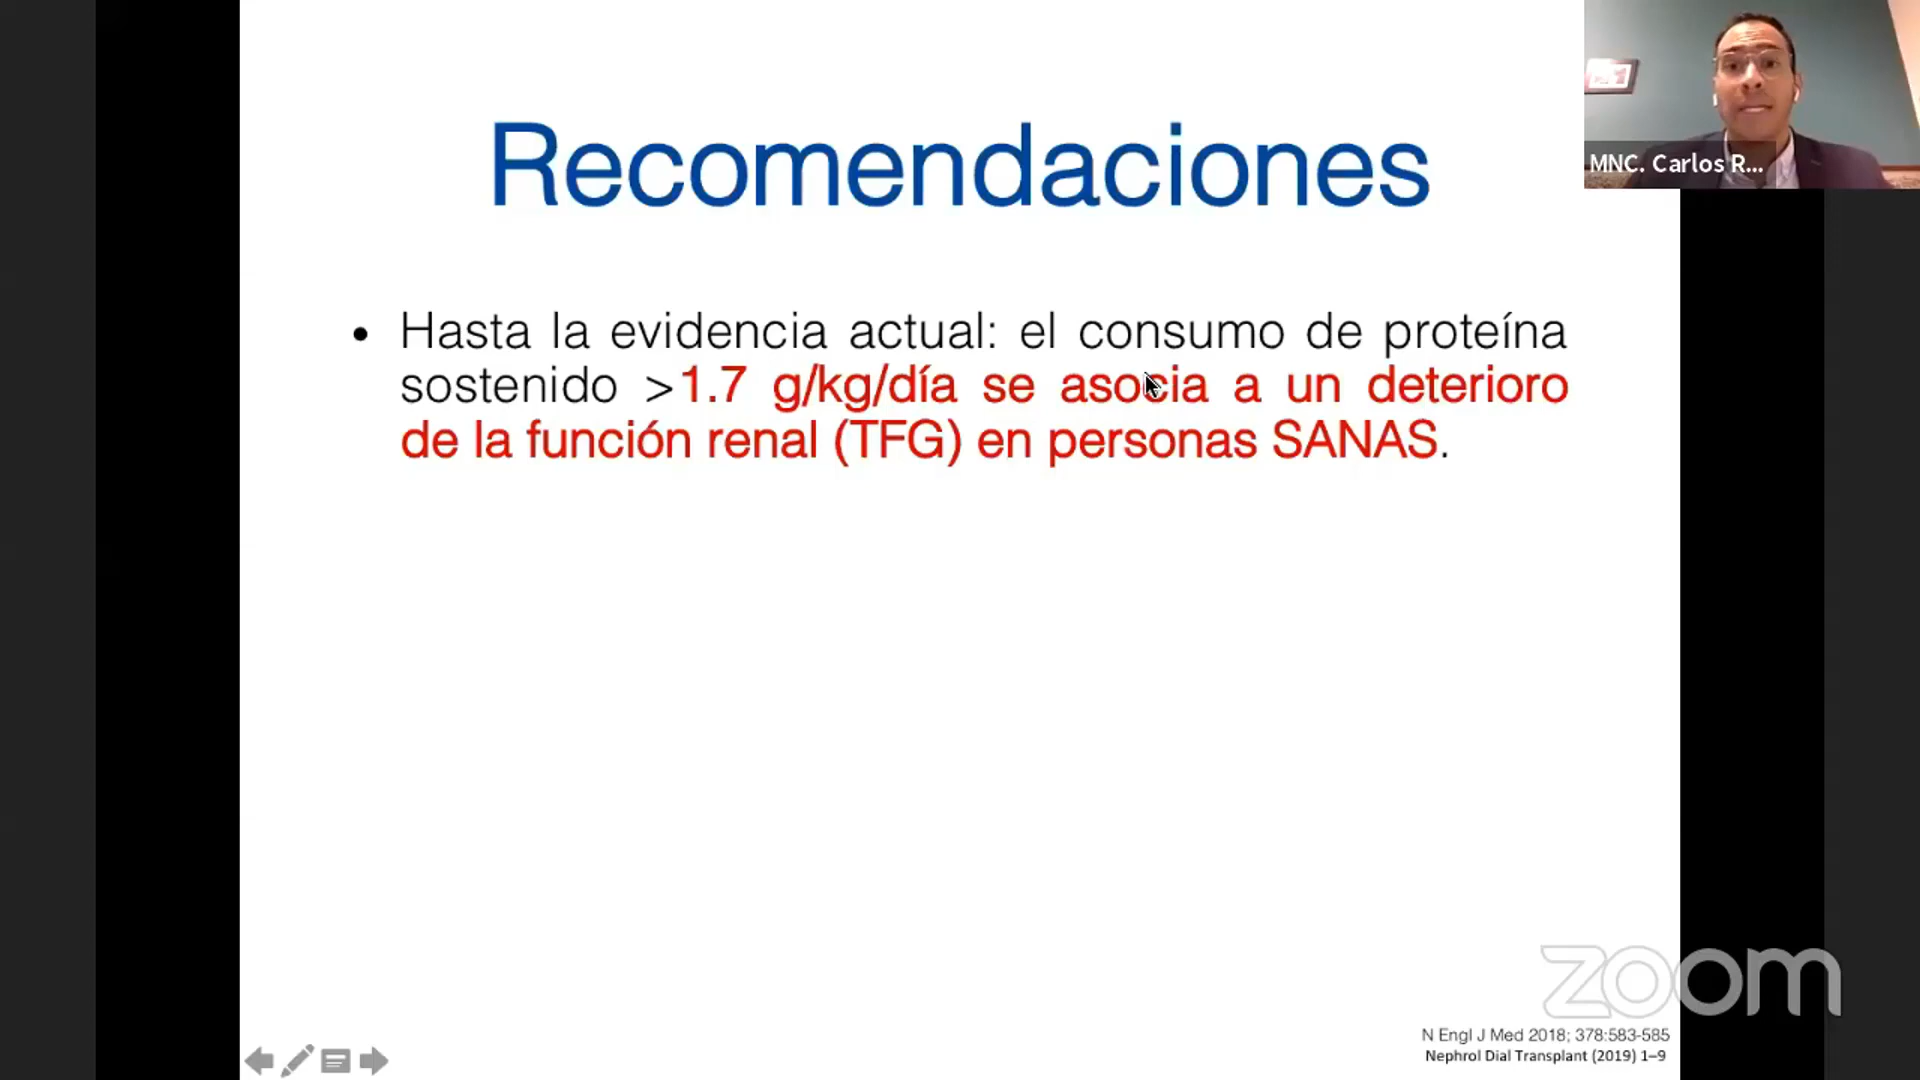 Recomendaciones
MNC. Carlos R...
• Hasta la evidencia actual: el consumo de proteína
sostenido >1.7 g/kg/día se asocia a un deterioro
de la función renal (TFG) en personas SANAS.
zoom
N Engl J Med 2018; 378:583-585
Nephrol Dial Transplant (2019) 1–9